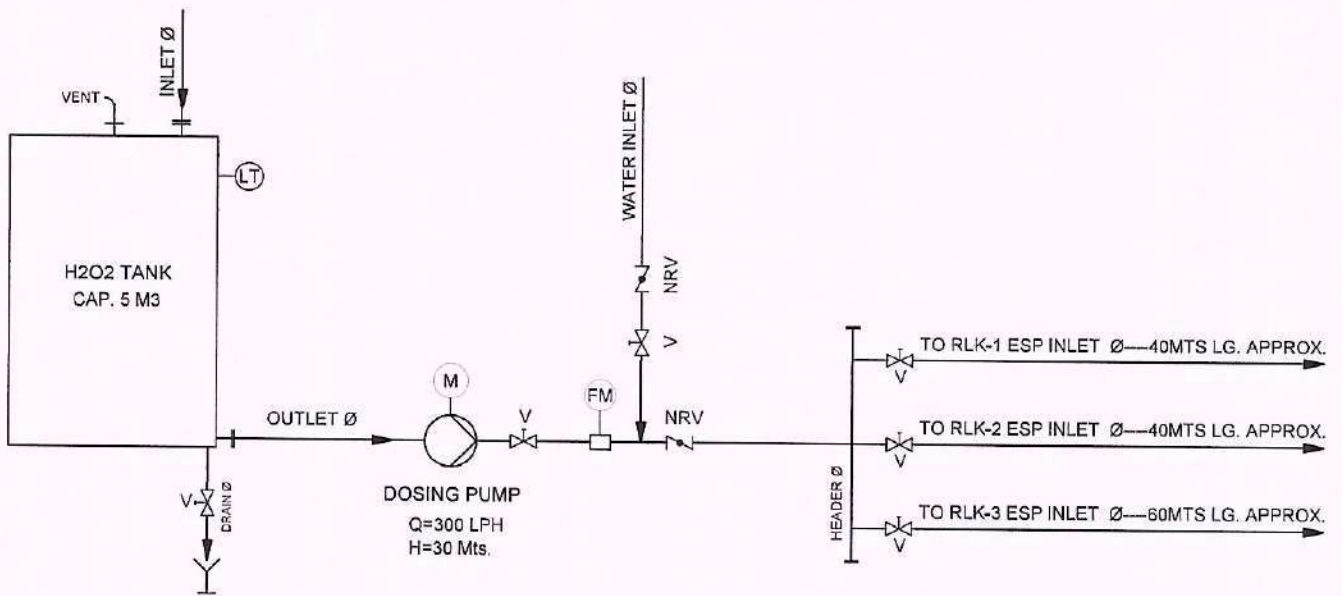 INLET Ø
VENT
LT
H2O2 TANK
CAP. 5 M3
V
DRAIN Ø
OUTLET Ø
M
DOSING PUMP
Q=300 LPH
H=30 Mts.
V
FM
WATER INLET Ø
NRV
V
NRV
HEADER Ø
TO RLK-1 ESP INLET Ø----40MTS LG. APPROX.
V
TO RLK-2 ESP INLET Ø----40MTS LG. APPROX.
V
TO RLK-3 ESP INLET Ø----60MTS LG. APPROX.
V